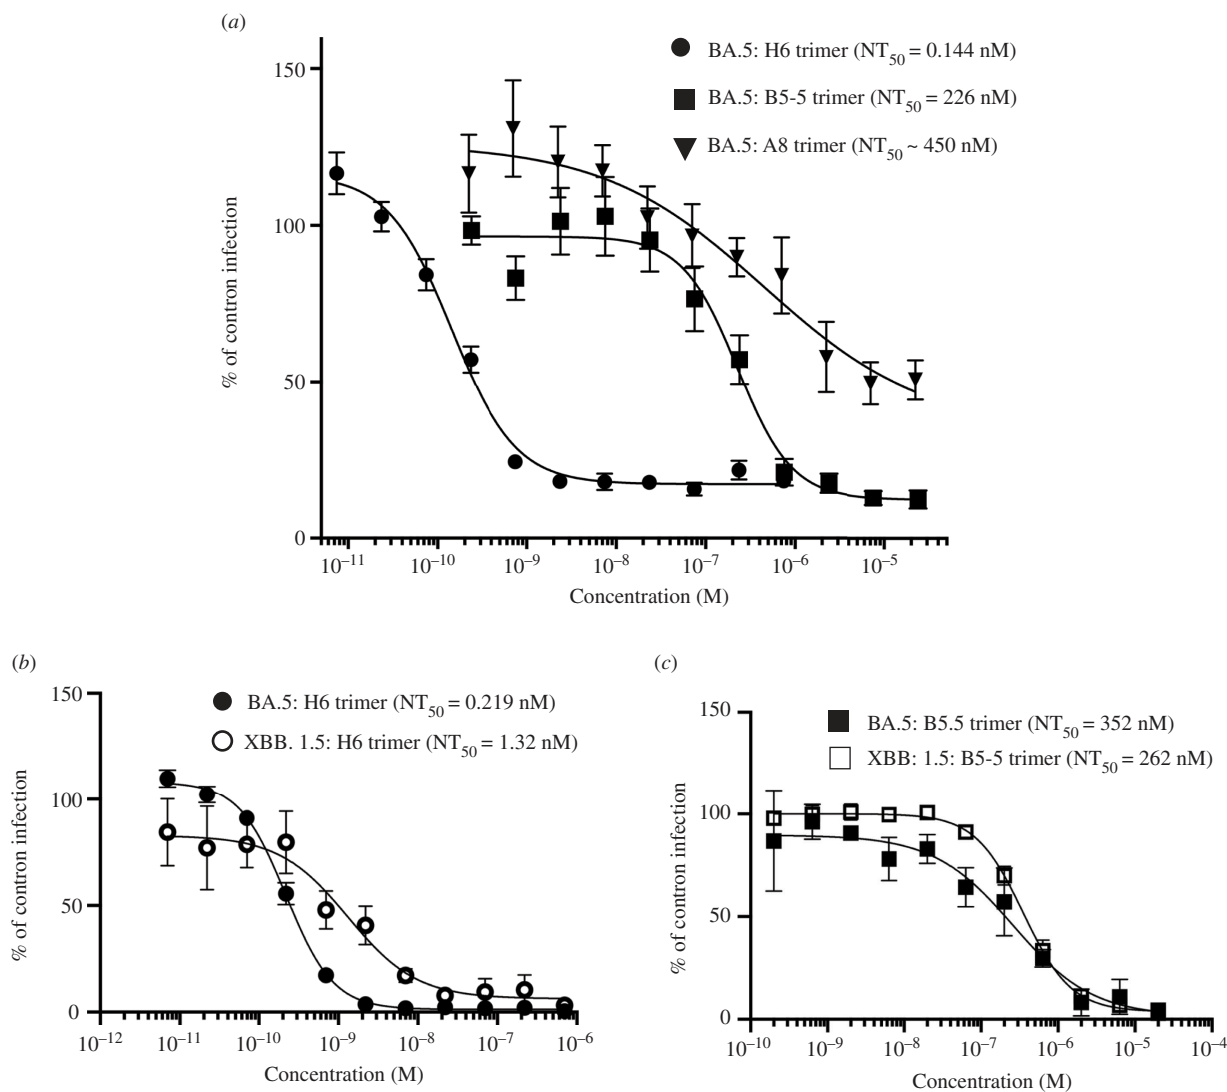 (a)
BA.5: H6 trimer (NT50 = 0.144 nM)
BA.5: B5-5 trimer (NT50 = 226 nM)
BA.5: A8 trimer (NT50 ~ 450 nM)
% of contron infection
150
100
50
0
10–11 10–10 10–9 10–8 10–7 10–6 10–5
Concentration (M)
(b)
BA.5: H6 trimer (NT50 = 0.219 nM)
XBB. 1.5: H6 trimer (NT50 = 1.32 nM)
% of contron infection
150
100
50
0
10–12 10–11 10–10 10–9 10–8 10–7 10–6
Concentration (M)
(c)
BA.5: B5.5 trimer (NT50 = 352 nM)
XBB: 1.5: B5-5 trimer (NT50 = 262 nM)
% of contron infection
150
100
50
0
10–10 10–9 10–8 10–7 10–6 10–5 10–4
Concentration (M)